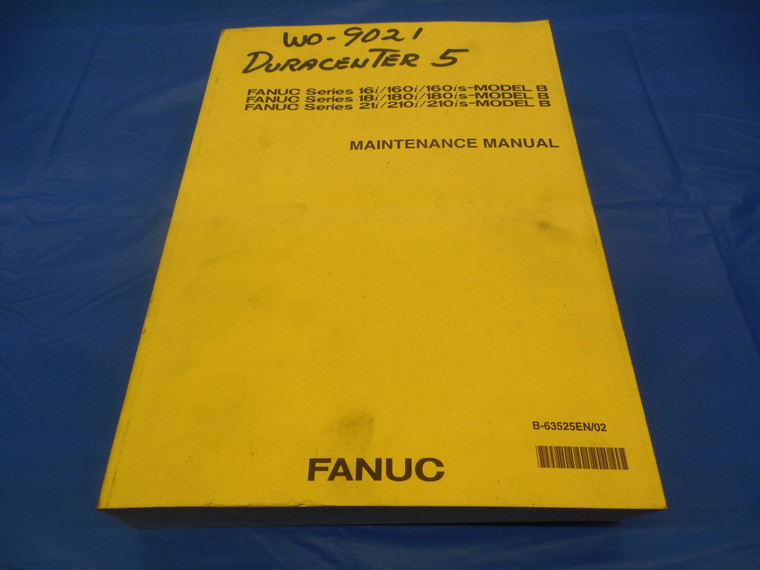 WO-9021
DURACENTER 5
FANUC Series 16i/160i/160is-MODEL B
FANUC Series 18i/180i/180is-MODEL B
FANUC Series 21i/210i/210is-MODEL B
MAINTENANCE MANUAL
B-63525EN/02
FANUC